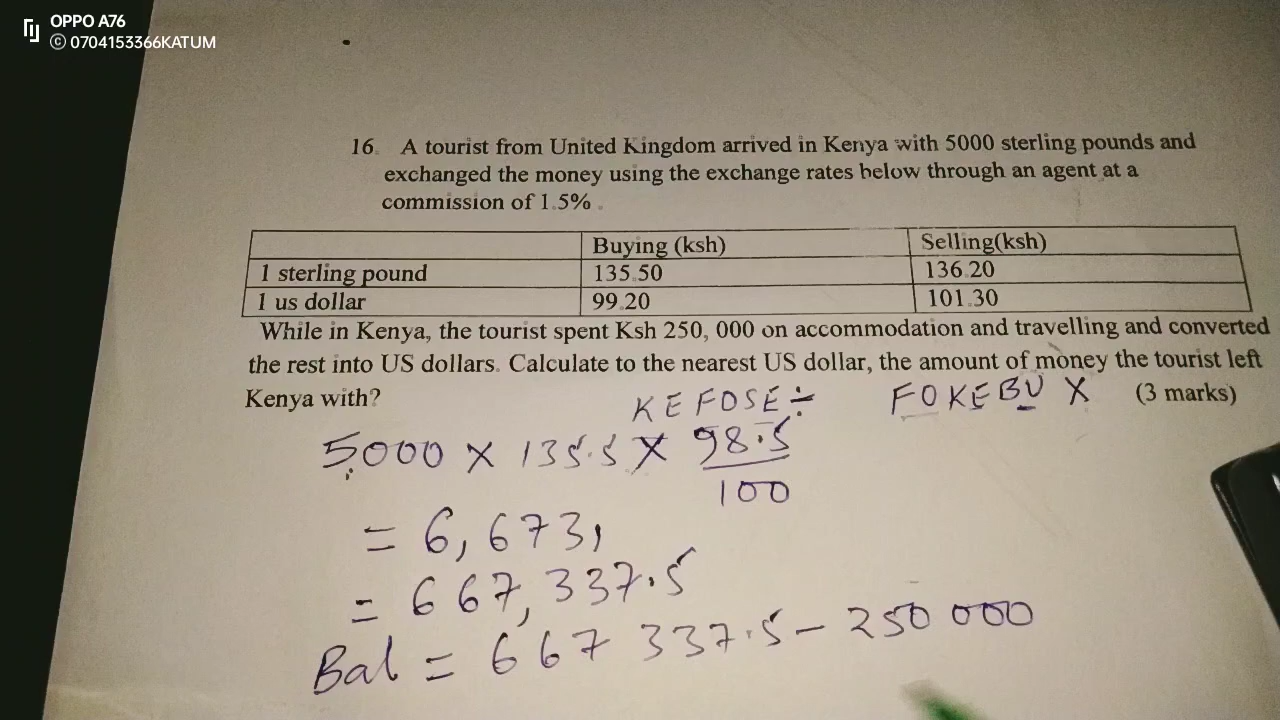 OPPO A76
© 0704153366KATUM
16. A tourist from United Kingdom arrived in Kenya with 5000 sterling pounds and
exchanged the money using the exchange rates below through an agent at a
commission of 1.5% .
Buying (ksh) Selling(ksh)
1 sterling pound 135.50 136.20
1 us dollar 99.20 101.30
While in Kenya, the tourist spent Ksh 250, 000 on accommodation and travelling and converted
the rest into US dollars. Calculate to the nearest US dollar, the amount of money the tourist left
Kenya with? (3 marks)
KEFOSE ÷ FOKEBU X
5000 × 135.5 × 98.5
100
= 6,673,
= 667,337.5
Bal = 667 337.5 - 250 000